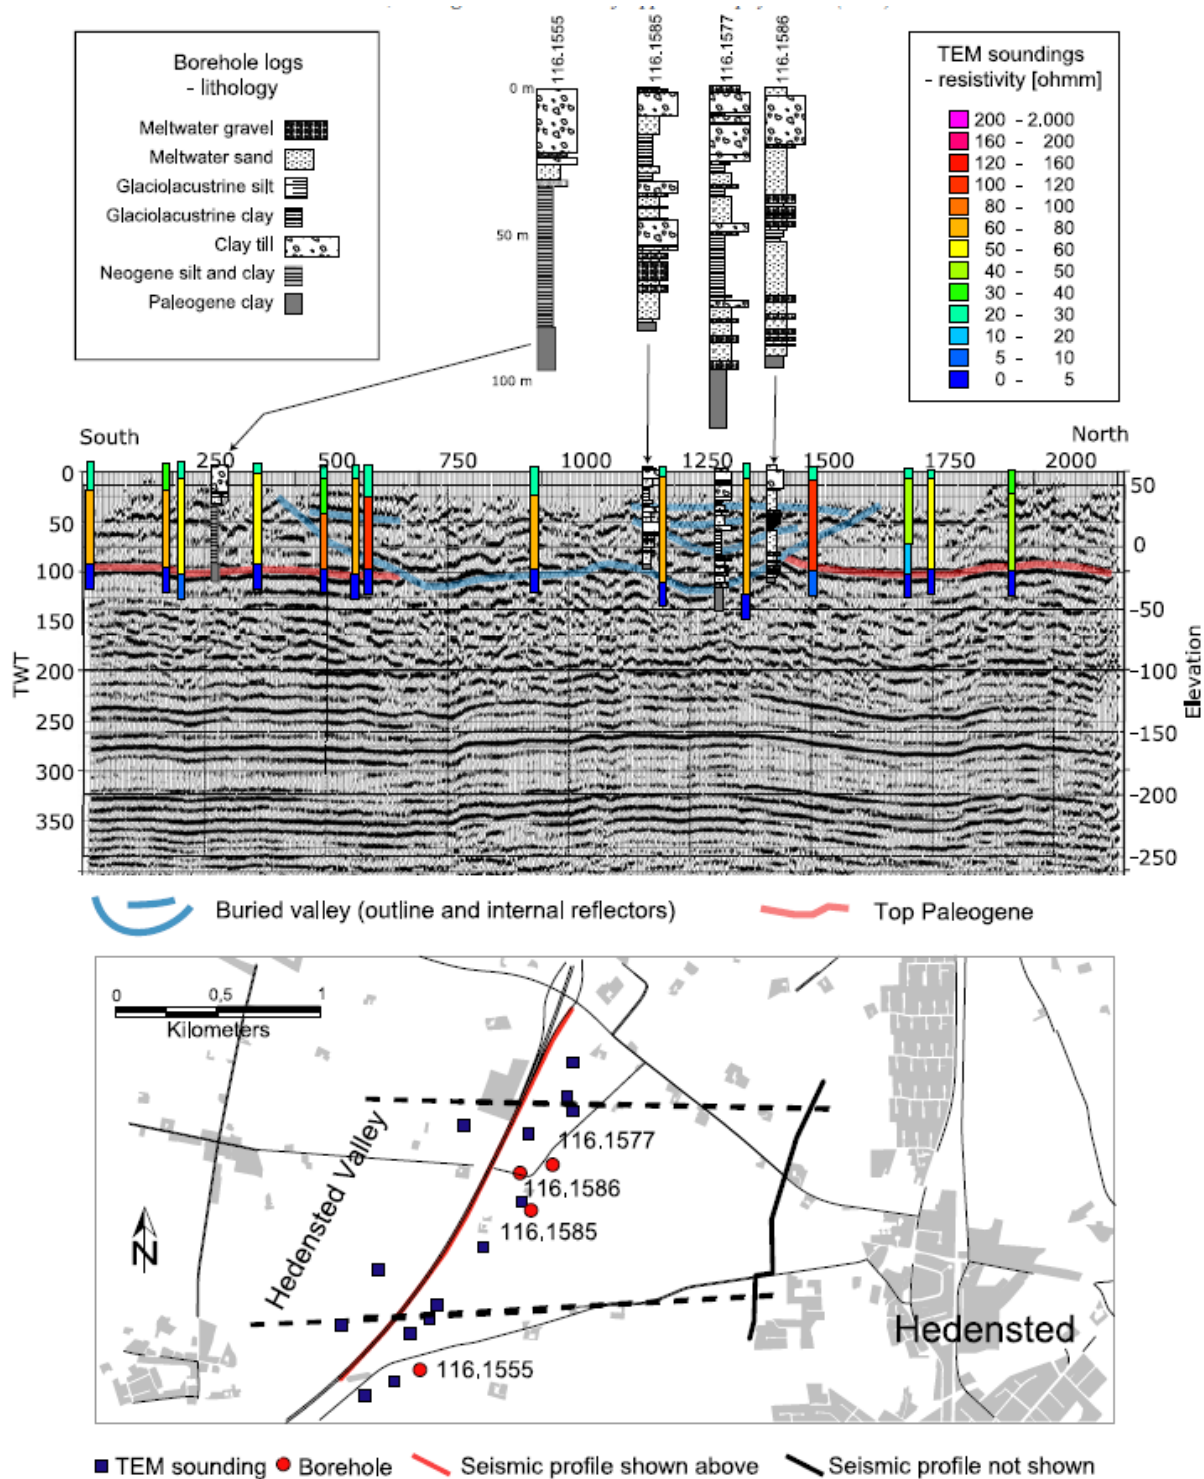 116.1555
116.1585
116.1577
116.1586
Borehole logs
- lithology
Meltwater gravel
Meltwater sand
Glaciolacustrine silt
Glaciolacustrine clay
Clay till
Neogene silt and clay
Paleogene clay
0 m
50 m
100 m
TEM soundings
- resistivity [ohmm]
200 - 2.000
160 - 200
120 - 160
100 - 120
80 - 100
60 - 80
50 - 60
40 - 50
30 - 40
20 - 30
10 - 20
5 - 10
0 - 5
South
North
250 500 750 1000 1250 1500 1750 2000
0
50
100
150
200
250
300
350
TWT
50
0
-50
-100
-150
-200
-250
Elevation
Buried valley (outline and internal reflectors)
Top Paleogene
0 0,5 1
Kilometers
Hedensted Valley
N
116.1577
116,1586
116,1585
116,1555
Hedensted
TEM sounding
Borehole
Seismic profile shown above
Seismic profile not shown